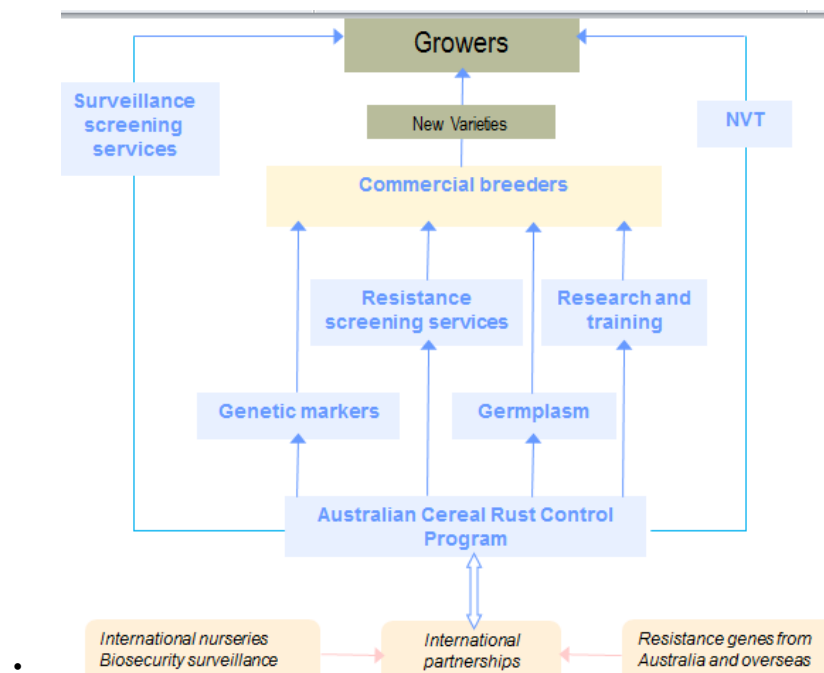 Growers
Surveillance
screening
services
NVT
New Varieties
Commercial breeders
Resistance
screening services
Research and
training
Genetic markers
Germplasm
Australian Cereal Rust Control
Program
International nurseries
Biosecurity surveillance
International
partnerships
Resistance genes from
Australia and overseas